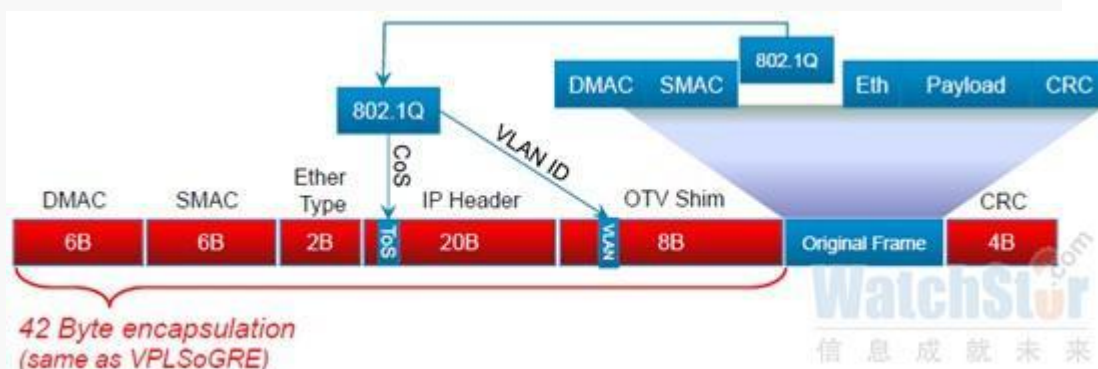 802.1Q
802.1Q
DMAC SMAC
Eth Payload CRC
CoS
VLAN ID
DMAC
SMAC
Ether
Type
IP Header
OTV Shim
CRC
6B
6B
2B
ToS
20B
VLAN
8B
Original Frame
4B
42 Byte encapsulation
(same as VPLSoGRE)
WatchStor.com
信息成就未来